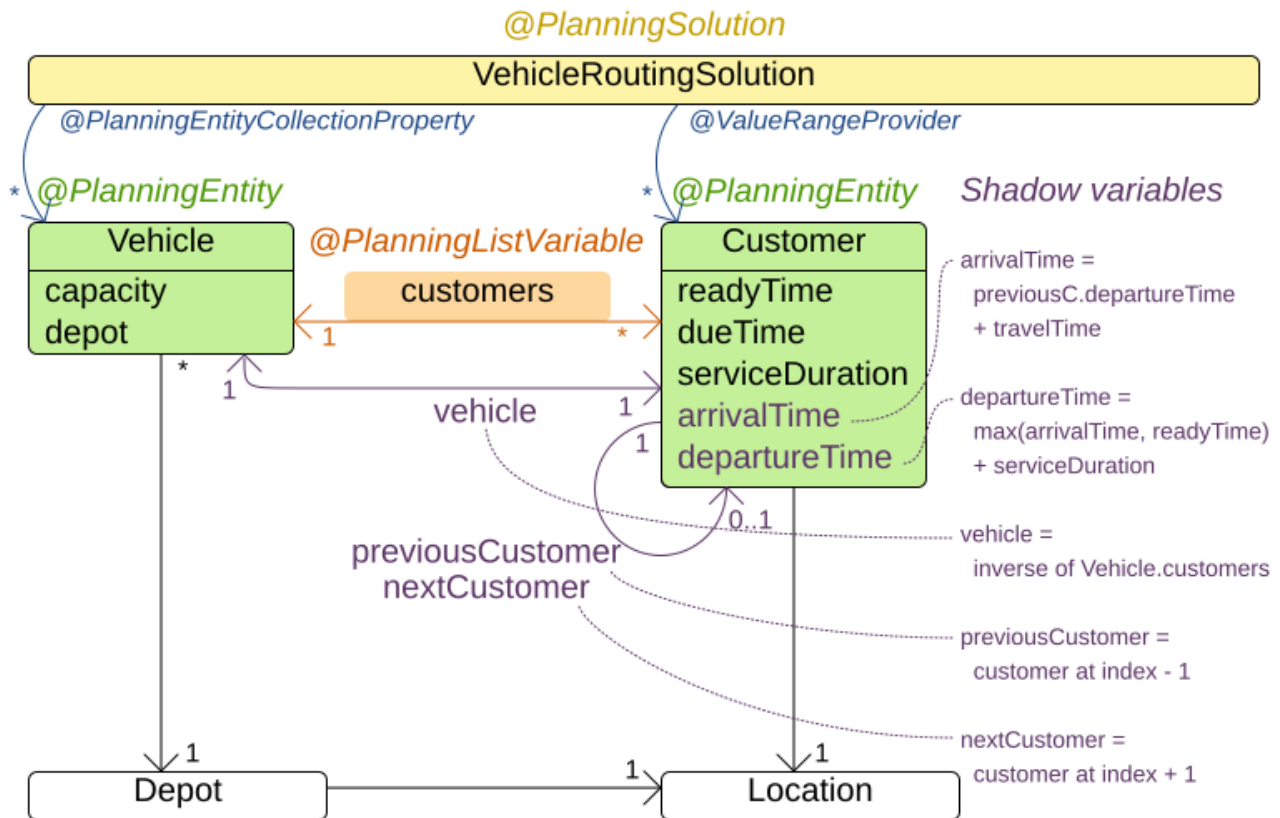 @PlanningSolution
VehicleRoutingSolution
@PlanningEntityCollectionProperty
@ValueRangeProvider
*
@PlanningEntity
*
@PlanningEntity
Shadow variables
Vehicle
capacity
depot
@PlanningListVariable
customers
1
*
Customer
readyTime
dueTime
serviceDuration
arrivalTime
departureTime
arrivalTime =
previousC.departureTime
+ travelTime
departureTime =
max(arrivalTime, readyTime)
+ serviceDuration
*
1
vehicle
1
1
0..1
previousCustomer
nextCustomer
vehicle =
inverse of Vehicle.customers
previousCustomer =
customer at index - 1
nextCustomer =
customer at index + 1
1
Depot
1
1
Location